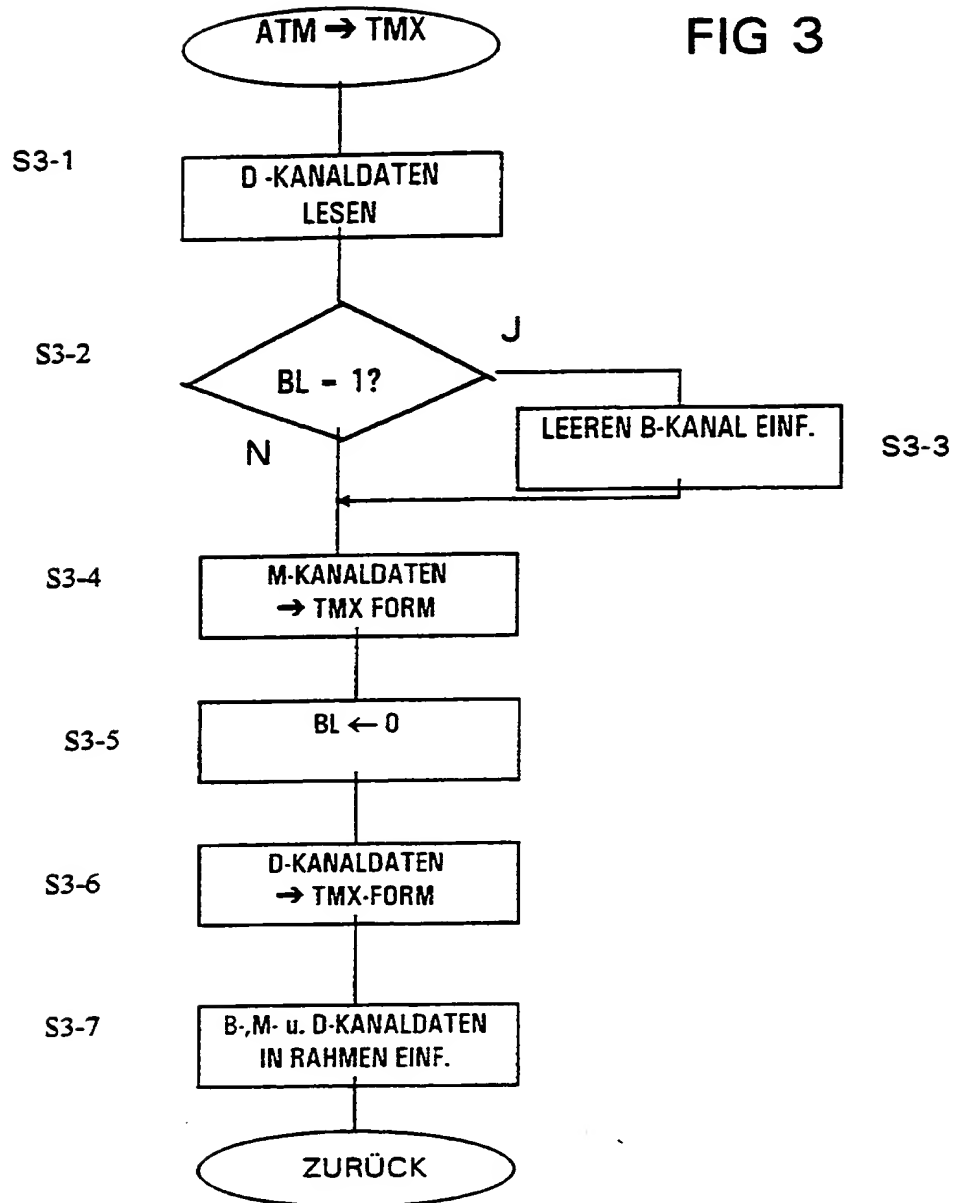 ATM → TMX
FIG 3
S3-1
D -KANALDATEN
LESEN
S3-2
BL - 1?
J
N
LEEREN B-KANAL EINF.
S3-3
S3-4
M-KANALDATEN
→ TMX FORM
S3-5
BL ← 0
S3-6
D-KANALDATEN
→ TMX-FORM
S3-7
B-,M- u. D-KANALDATEN
IN RAHMEN EINF.
ZURÜCK